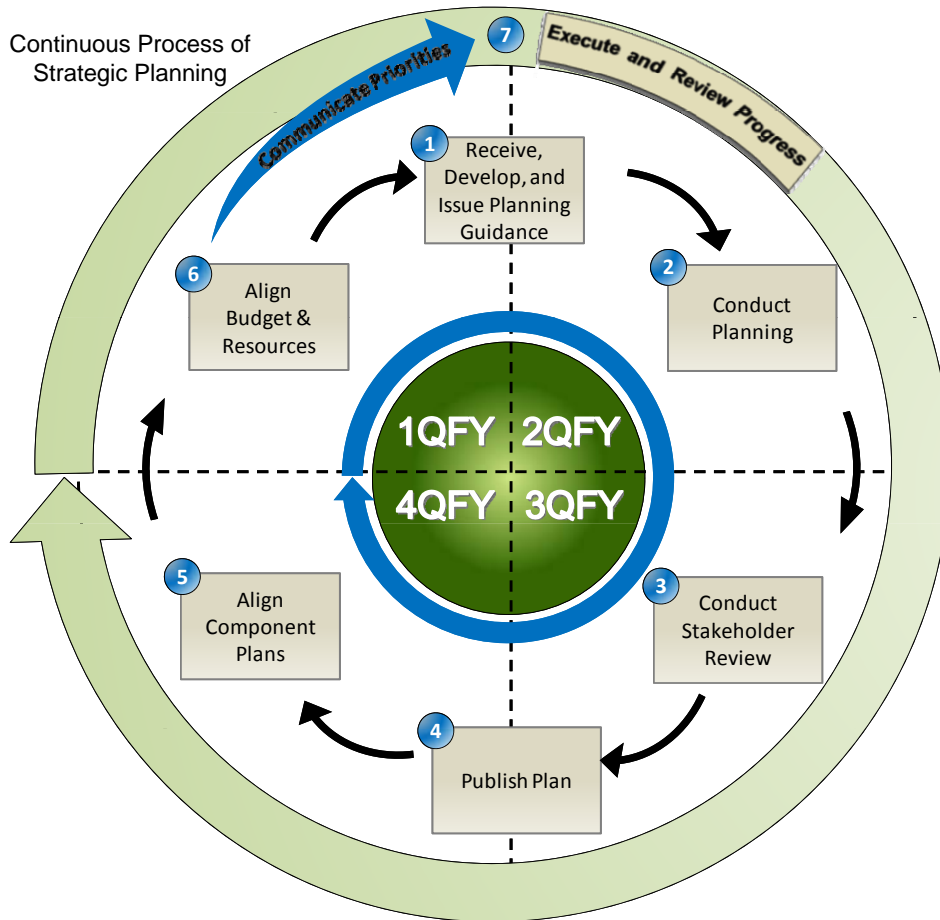 Continuous Process of
Strategic Planning
7
Execute and Review Progress
Communicate Priorities
1
Receive,
Develop, and
Issue Planning
Guidance
2
Conduct
Planning
6
Align
Budget &
Resources
1QFY 2QFY
4QFY 3QFY
3
Conduct
Stakeholder
Review
5
Align
Component
Plans
4
Publish Plan